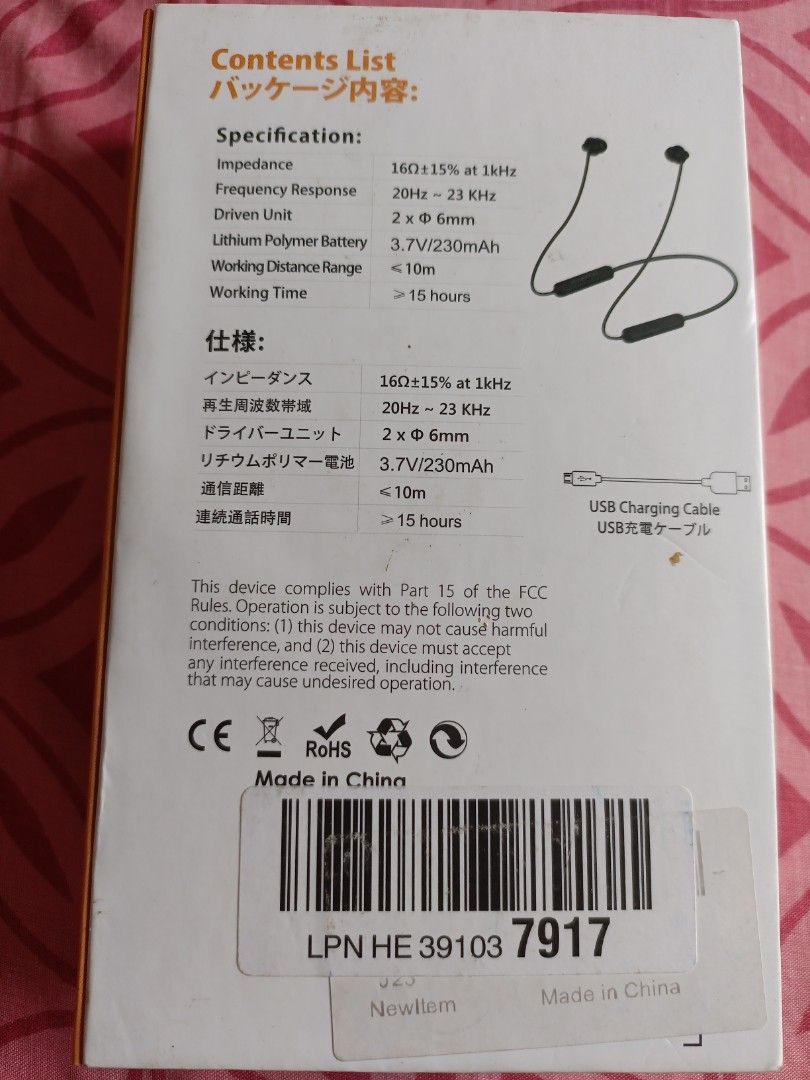 Contents List
バッケージ内容:
Specification:
Impedance 16Ω±15% at 1kHz
Frequency Response 20Hz ~ 23 KHz
Driven Unit 2 x Φ 6mm
Lithium Polymer Battery 3.7V/230mAh
Working Distance Range ⩽10m
Working Time ⩾15 hours
仕様:
インピーダンス 16Ω±15% at 1kHz
再生周波数帯域 20Hz ~ 23 KHz
ドライバーユニット 2 x Φ 6mm
リチウムポリマー電池 3.7V/230mAh
通信距離 ⩽10m
連続通話時間 ⩾15 hours
USB Charging Cable
USB充電ケーブル
This device complies with Part 15 of the FCC
Rules. Operation is subject to the following two
conditions: (1) this device may not cause harmful
interference, and (2) this device must accept
any interference received, including interference
that may cause undesired operation.
CE RoHS
Made in China
LPN HE 39103 7917
NewItem Made in China